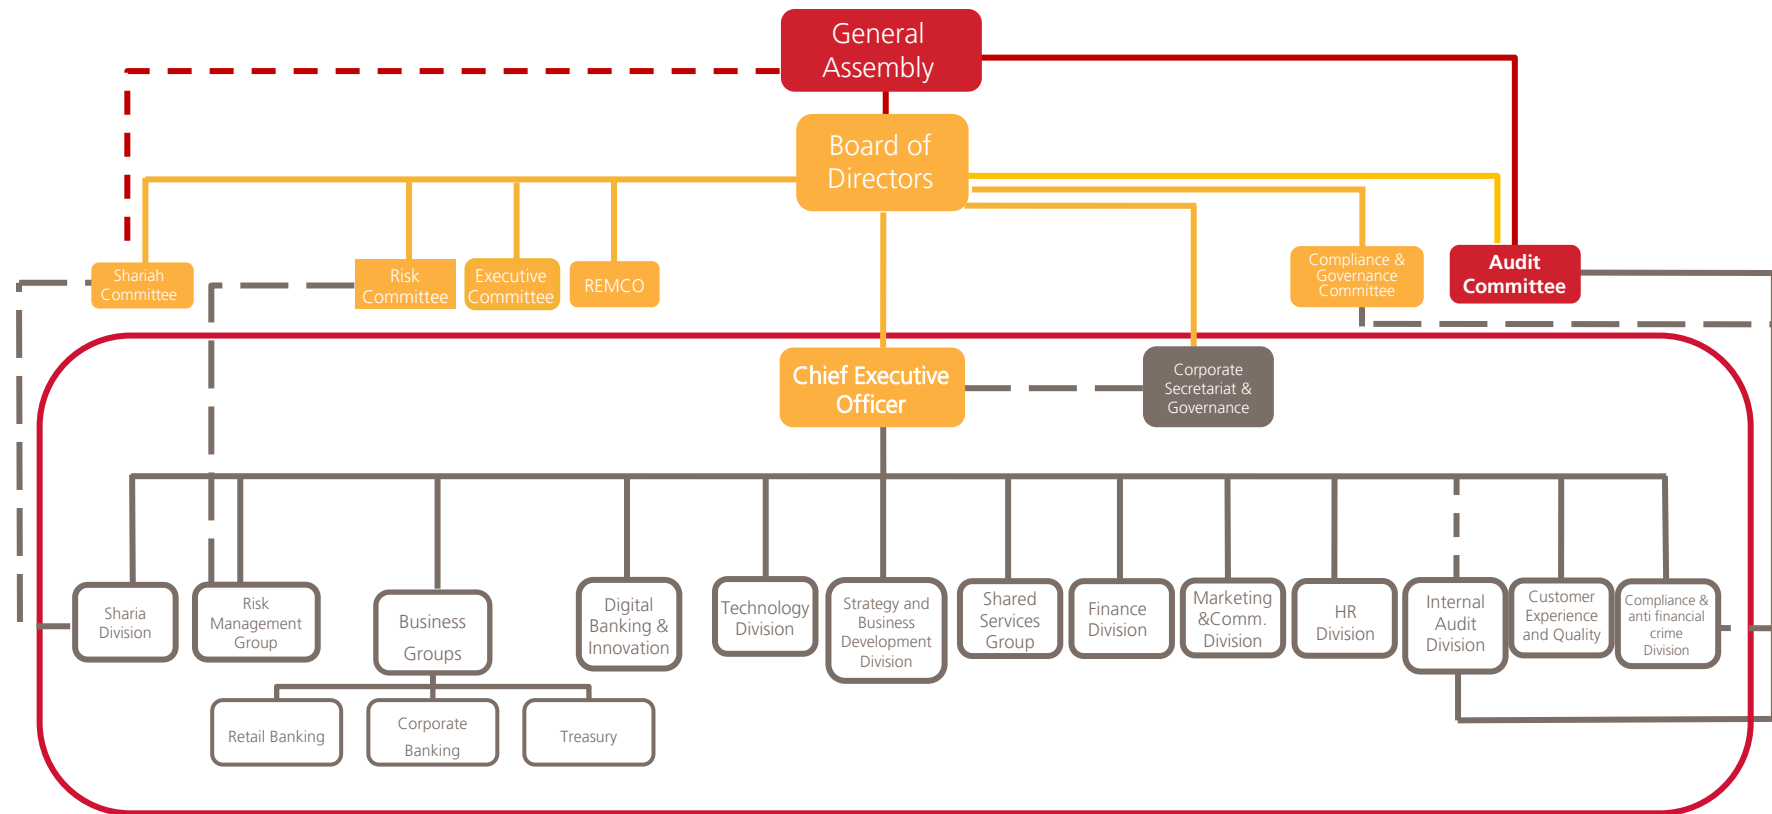 General
Assembly
Board of
Directors
Shariah
Committee
Risk
Committee
Executive
Committee
REMCO
Compliance &
Governance
Committee
Audit
Committee
Chief Executive
Officer
Corporate
Secretariat &
Governance
Sharia
Division
Risk
Management
Group
Business
Groups
Digital
Banking &
Innovation
Technology
Division
Strategy and
Business
Development
Division
Shared
Services
Group
Finance
Division
Marketing
&Comm.
Division
HR
Division
Internal
Audit
Division
Customer
Experience
and Quality
Compliance &
anti financial
crime
Division
Retail Banking
Corporate
Banking
Treasury